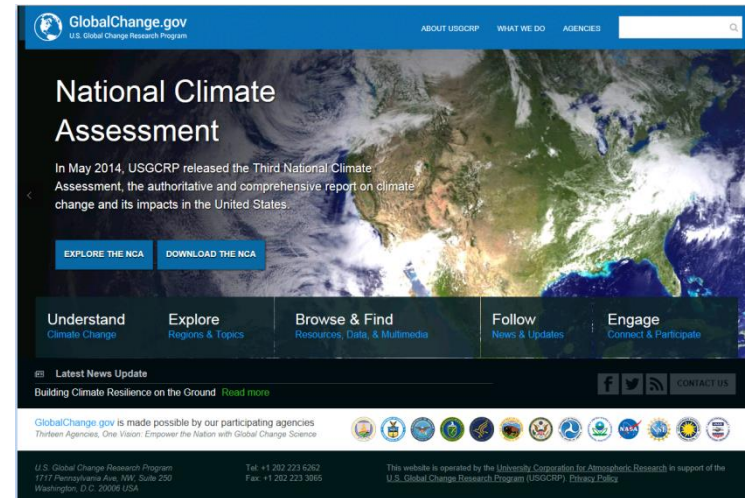 GlobalChange.gov
U.S. Global Change Research Program
ABOUT USGCRP WHAT WE DO AGENCIES
National Climate
Assessment
In May 2014, USGCRP released the Third National Climate
Assessment, the authoritative and comprehensive report on climate
change and its impacts in the United States.
EXPLORE THE NCA DOWNLOAD THE NCA
Understand
Climate Change
Explore
Regions & Topics
Browse & Find
Resources, Data, & Multimedia
Follow
News & Updates
Engage
Connect & Participate
Latest News Update
Building Climate Resilience on the Ground Read more
CONTACT US
GlobalChange.gov is made possible by our participating agencies
Thirteen Agencies, One Vision: Empower the Nation with Global Change Science
NASA
U.S. Global Change Research Program
1717 Pennsylvania Ave, NW, Suite 250
Washington, D.C. 20006 USA
Tel: +1 202 223 6262
Fax: +1 202 223 3065
This website is operated by the University Corporation for Atmospheric Research in support of the
U.S. Global Change Research Program (USGCRP). Privacy Policy